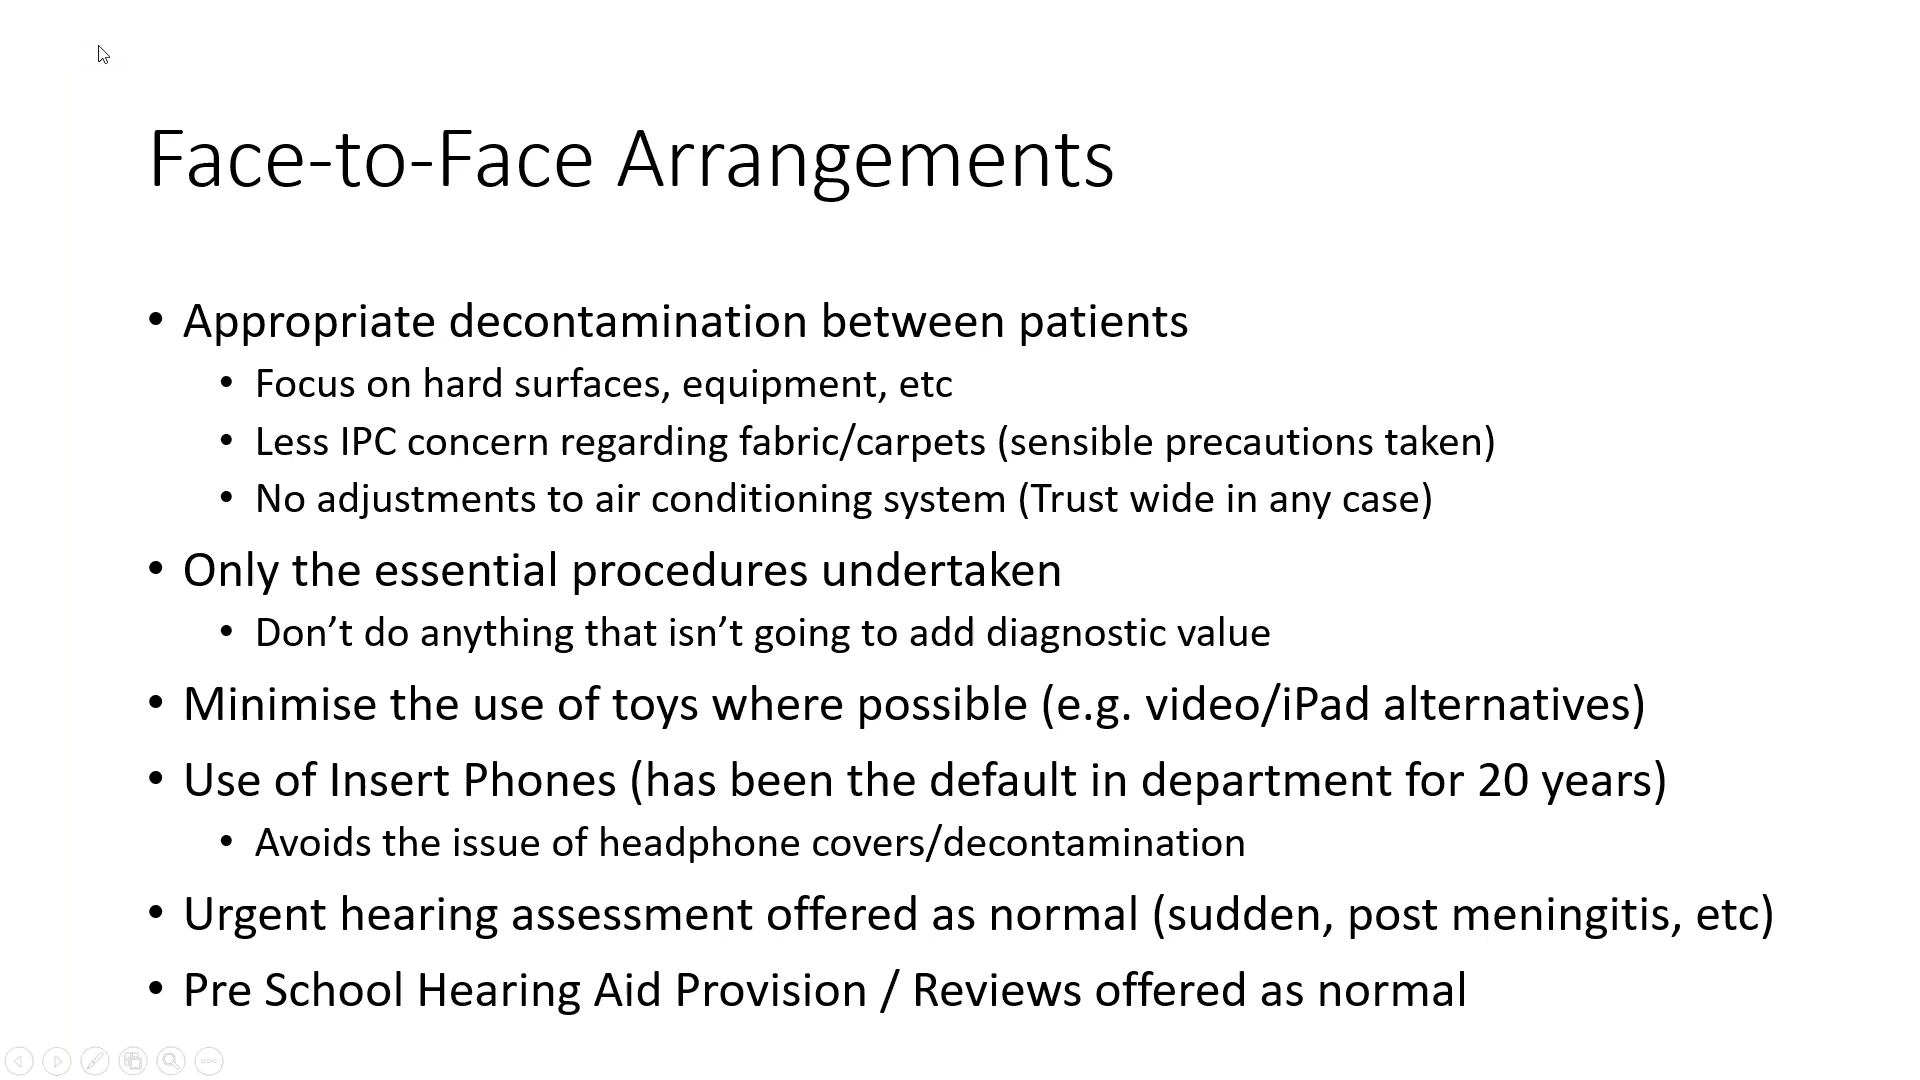 Face-to-Face Arrangements
• Appropriate decontamination between patients
• Focus on hard surfaces, equipment, etc
• Less IPC concern regarding fabric/carpets (sensible precautions taken)
• No adjustments to air conditioning system (Trust wide in any case)
• Only the essential procedures undertaken
• Don’t do anything that isn’t going to add diagnostic value
• Minimise the use of toys where possible (e.g. video/iPad alternatives)
• Use of Insert Phones (has been the default in department for 20 years)
• Avoids the issue of headphone covers/decontamination
• Urgent hearing assessment offered as normal (sudden, post meningitis, etc)
• Pre School Hearing Aid Provision / Reviews offered as normal